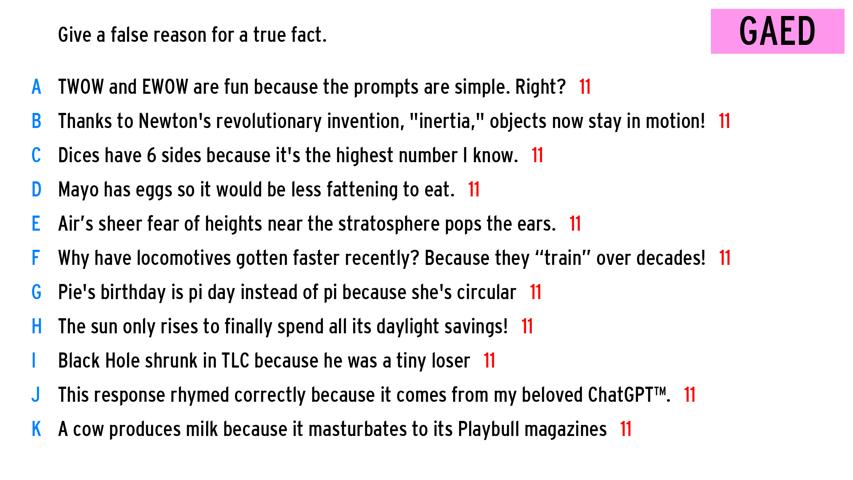 Give a false reason for a true fact.
GAED
A TWOW and EWOW are fun because the prompts are simple. Right? 11
B Thanks to Newton's revolutionary invention, "inertia," objects now stay in motion! 11
C Dices have 6 sides because it's the highest number I know. 11
D Mayo has eggs so it would be less fattening to eat. 11
E Air’s sheer fear of heights near the stratosphere pops the ears. 11
F Why have locomotives gotten faster recently? Because they “train” over decades! 11
G Pie's birthday is pi day instead of pi because she's circular 11
H The sun only rises to finally spend all its daylight savings! 11
I Black Hole shrunk in TLC because he was a tiny loser 11
J This response rhymed correctly because it comes from my beloved ChatGPT™. 11
K A cow produces milk because it masturbates to its Playbull magazines 11